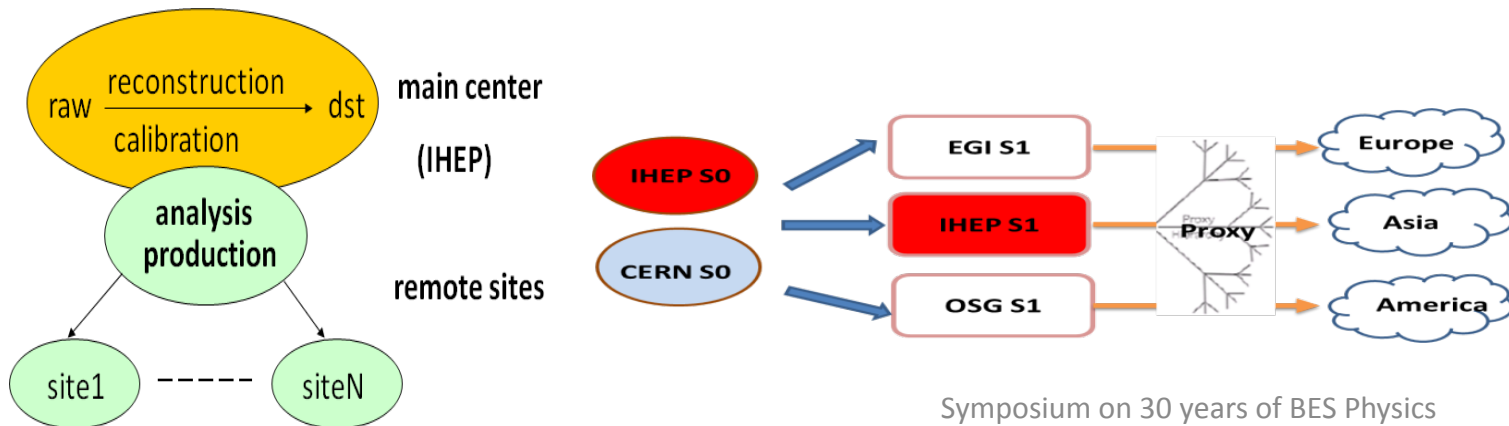 reconstruction
raw
dst
calibration
main center
(IHEP)
analysis
production
remote sites
site1
siteN
IHEP S0
CERN S0
EGI S1
IHEP S1
OSG S1
Proxy
Proxy
Europe
Asia
America
Symposium on 30 years of BES Physics